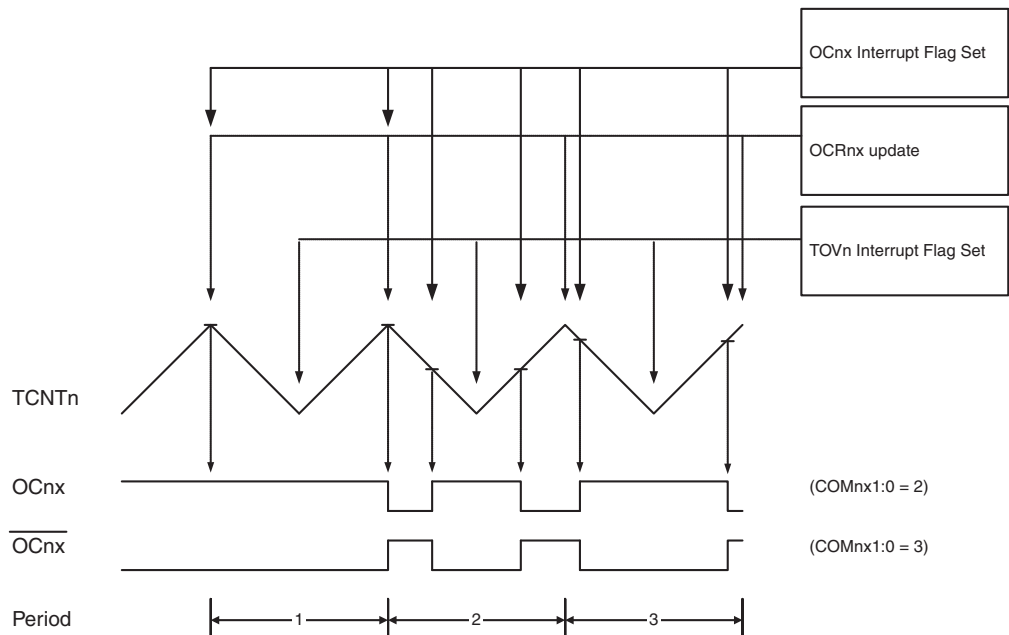 OCnx Interrupt Flag Set
OCRnx update
TOVn Interrupt Flag Set
TCNTn
OCnx
(COMnx1:0 = 2)
OCnx
(COMnx1:0 = 3)
Period
1
2
3